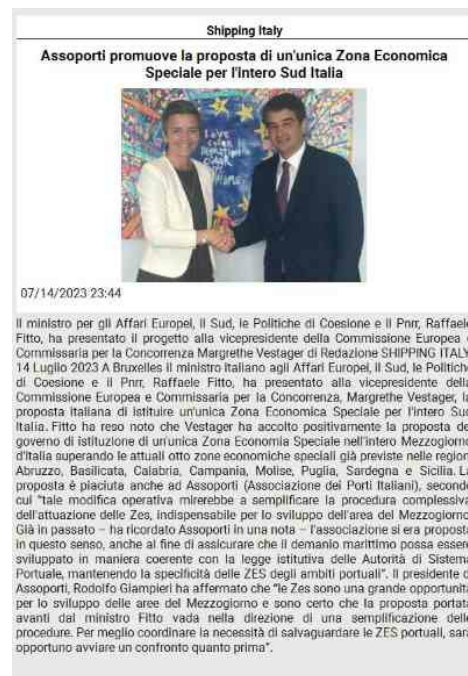 Shipping Italy
Assoporti promuove la proposta di un'unica Zona Economica
Speciale per l'intero Sud Italia
07/14/2023 23:44
Il ministro per gli Affari Europei, il Sud, le Politiche di Coesione e il Pnrr, Raffaele
Fitto, ha presentato il progetto alla vicepresidente della Commissione Europea e
Commissaria per la Concorrenza Margrethe Vestager di Redazione SHIPPING ITALY
14 Luglio 2023 A Bruxelles il ministro italiano agli Affari Europei, il Sud, le Politiche
di Coesione e il Pnrr, Raffaele Fitto, ha presentato alla vicepresidente della
Commissione Europea e Commissaria per la Concorrenza, Margrethe Vestager, la
proposta italiana di istituire un'unica Zona Economica Speciale per l'intero Sud
Italia. Fitto ha reso noto che Vestager ha accolto positivamente la proposta del
governo di istituzione di un'unica Zona Economia Speciale nell'intero Mezzogiorno
d'Italia superando le attuali otto zone economiche speciali già previste nelle regioni
Abruzzo, Basilicata, Calabria, Campania, Molise, Puglia, Sardegna e Sicilia. La
proposta è piaciuta anche ad Assoporti (Associazione dei Porti Italiani), secondo
cui "tale modifica operativa mirerebbe a semplificare la procedura complessiva
dell'attuazione delle Zes, indispensabile per lo sviluppo dell'area del Mezzogiorno.
Già in passato – ha ricordato Assoporti in una nota – l'associazione si era proposta
in questo senso, anche al fine di assicurare che il demanio marittimo possa essere
sviluppato in maniera coerente con la legge istitutiva delle Autorità di Sistema
Portuale, mantenendo la specificità delle ZES degli ambiti portuali". Il presidente di
Assoporti, Rodolfo Giampieri ha affermato che "le Zes sono una grande opportunità
per lo sviluppo delle aree del Mezzogiorno e sono certo che la proposta portata
avanti dal ministro Fitto vada nella direzione di una semplificazione delle
procedure. Per meglio coordinare la necessità di salvaguardare le ZES portuali, sarà
opportuno avviare un confronto quanto prima".